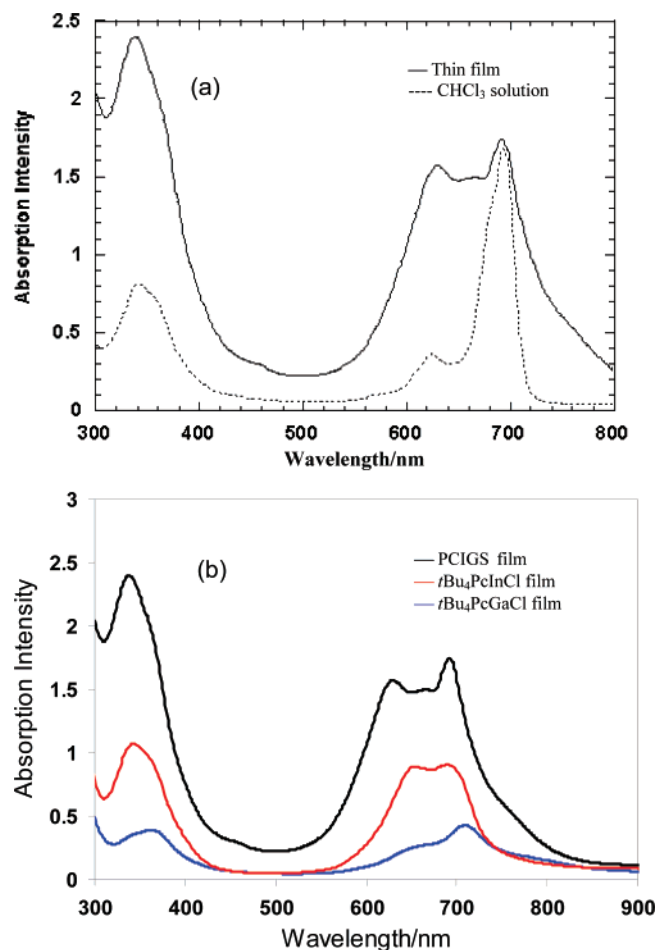 2.5
2
1.5
1
0.5
0
Absorption Intensity
(a)
Thin film
CHCl₃ solution
300 400 500 600 700 800
Wavelength/nm
3
2.5
2
1.5
1
0.5
0
Absorption Intensity
(b)
PCIGS film
tBu₄PcInCl film
tBu₄PcGaCl film
300 400 500 600 700 800 900
Wavelength/nm